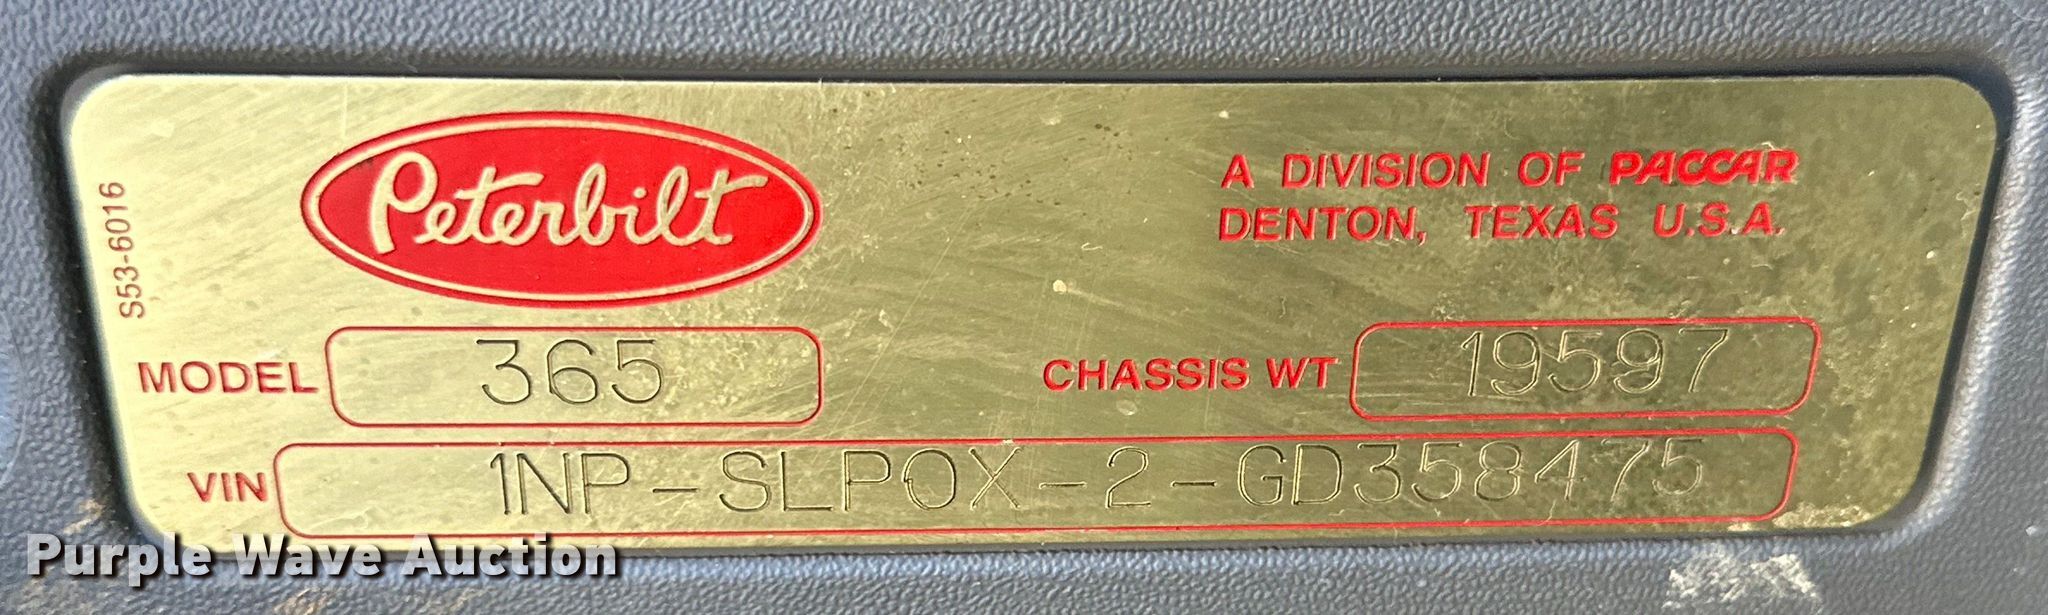 S53-6016
Peterbilt
A DIVISION OF PACCAR
DENTON, TEXAS U.S.A.
MODEL 365
CHASSIS WT 19597
VIN 1NP-SLP0X-2-GD358475
Purple Wave Auction